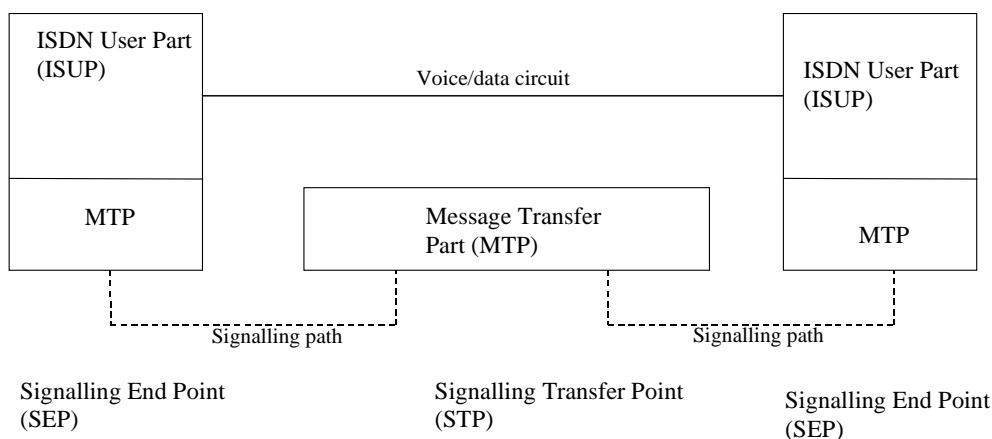 ISDN User Part
(ISUP)
Voice/data circuit
ISDN User Part
(ISUP)
MTP
Message Transfer
Part (MTP)
MTP
Signalling path
Signalling path
Signalling End Point
(SEP)
Signalling Transfer Point
(STP)
Signalling End Point
(SEP)